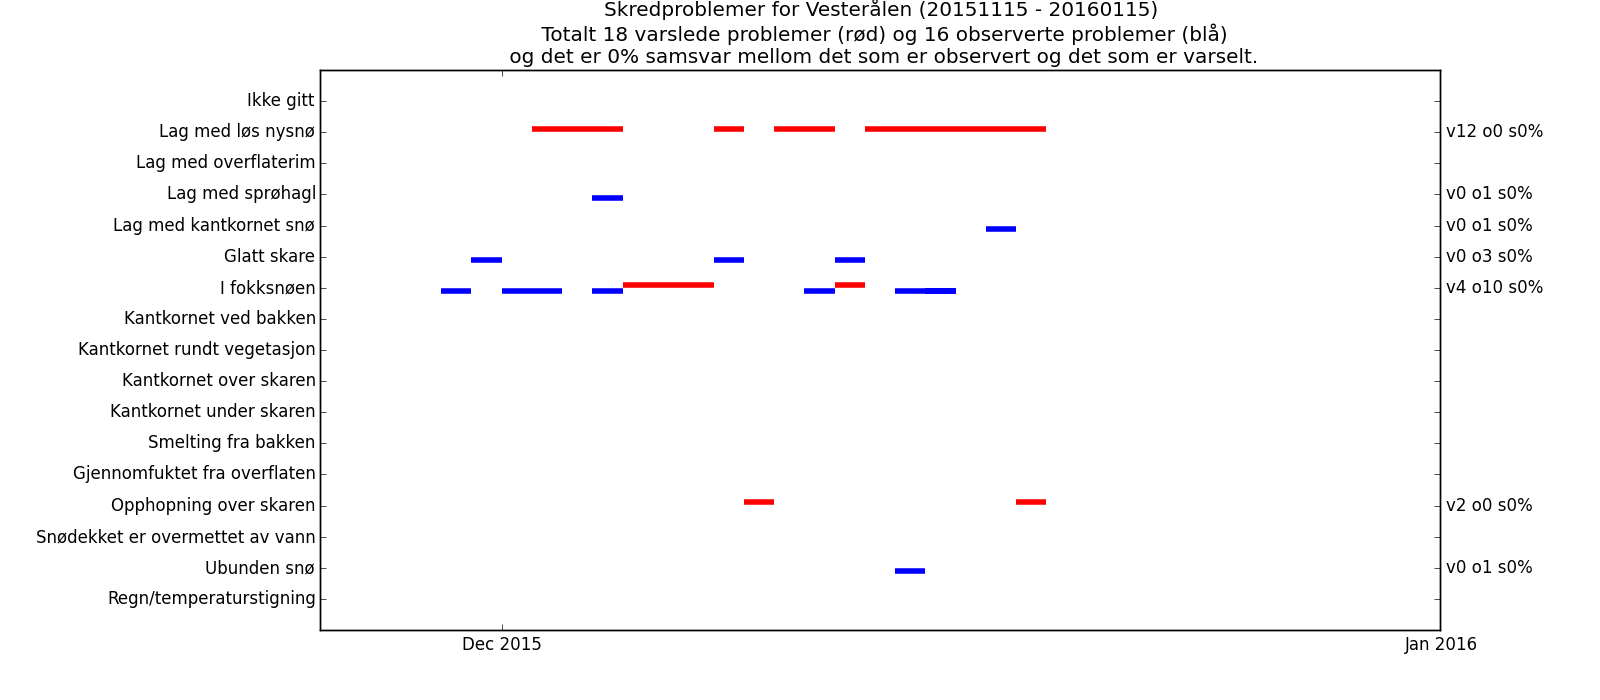 Skredproblemer for Vesterålen (20151115 - 20160115)
Totalt 18 varslede problemer (rød) og 16 observerte problemer (blå)
og det er 0% samsvar mellom det som er observert og det som er varselt.
Ikke gitt
Lag med løs nysnø v12 o0 s0%
Lag med overflaterim
Lag med sprøhagl v0 o1 s0%
Lag med kantkornet snø v0 o1 s0%
Glatt skare v0 o3 s0%
I fokksnøen v4 o10 s0%
Kantkornet ved bakken
Kantkornet rundt vegetasjon
Kantkornet over skaren
Kantkornet under skaren
Smelting fra bakken
Gjennomfuktet fra overflaten
Opphopning over skaren v2 o0 s0%
Snødekket er overmettet av vann
Ubunden snø v0 o1 s0%
Regn/temperaturstigning
Dec 2015 Jan 2016